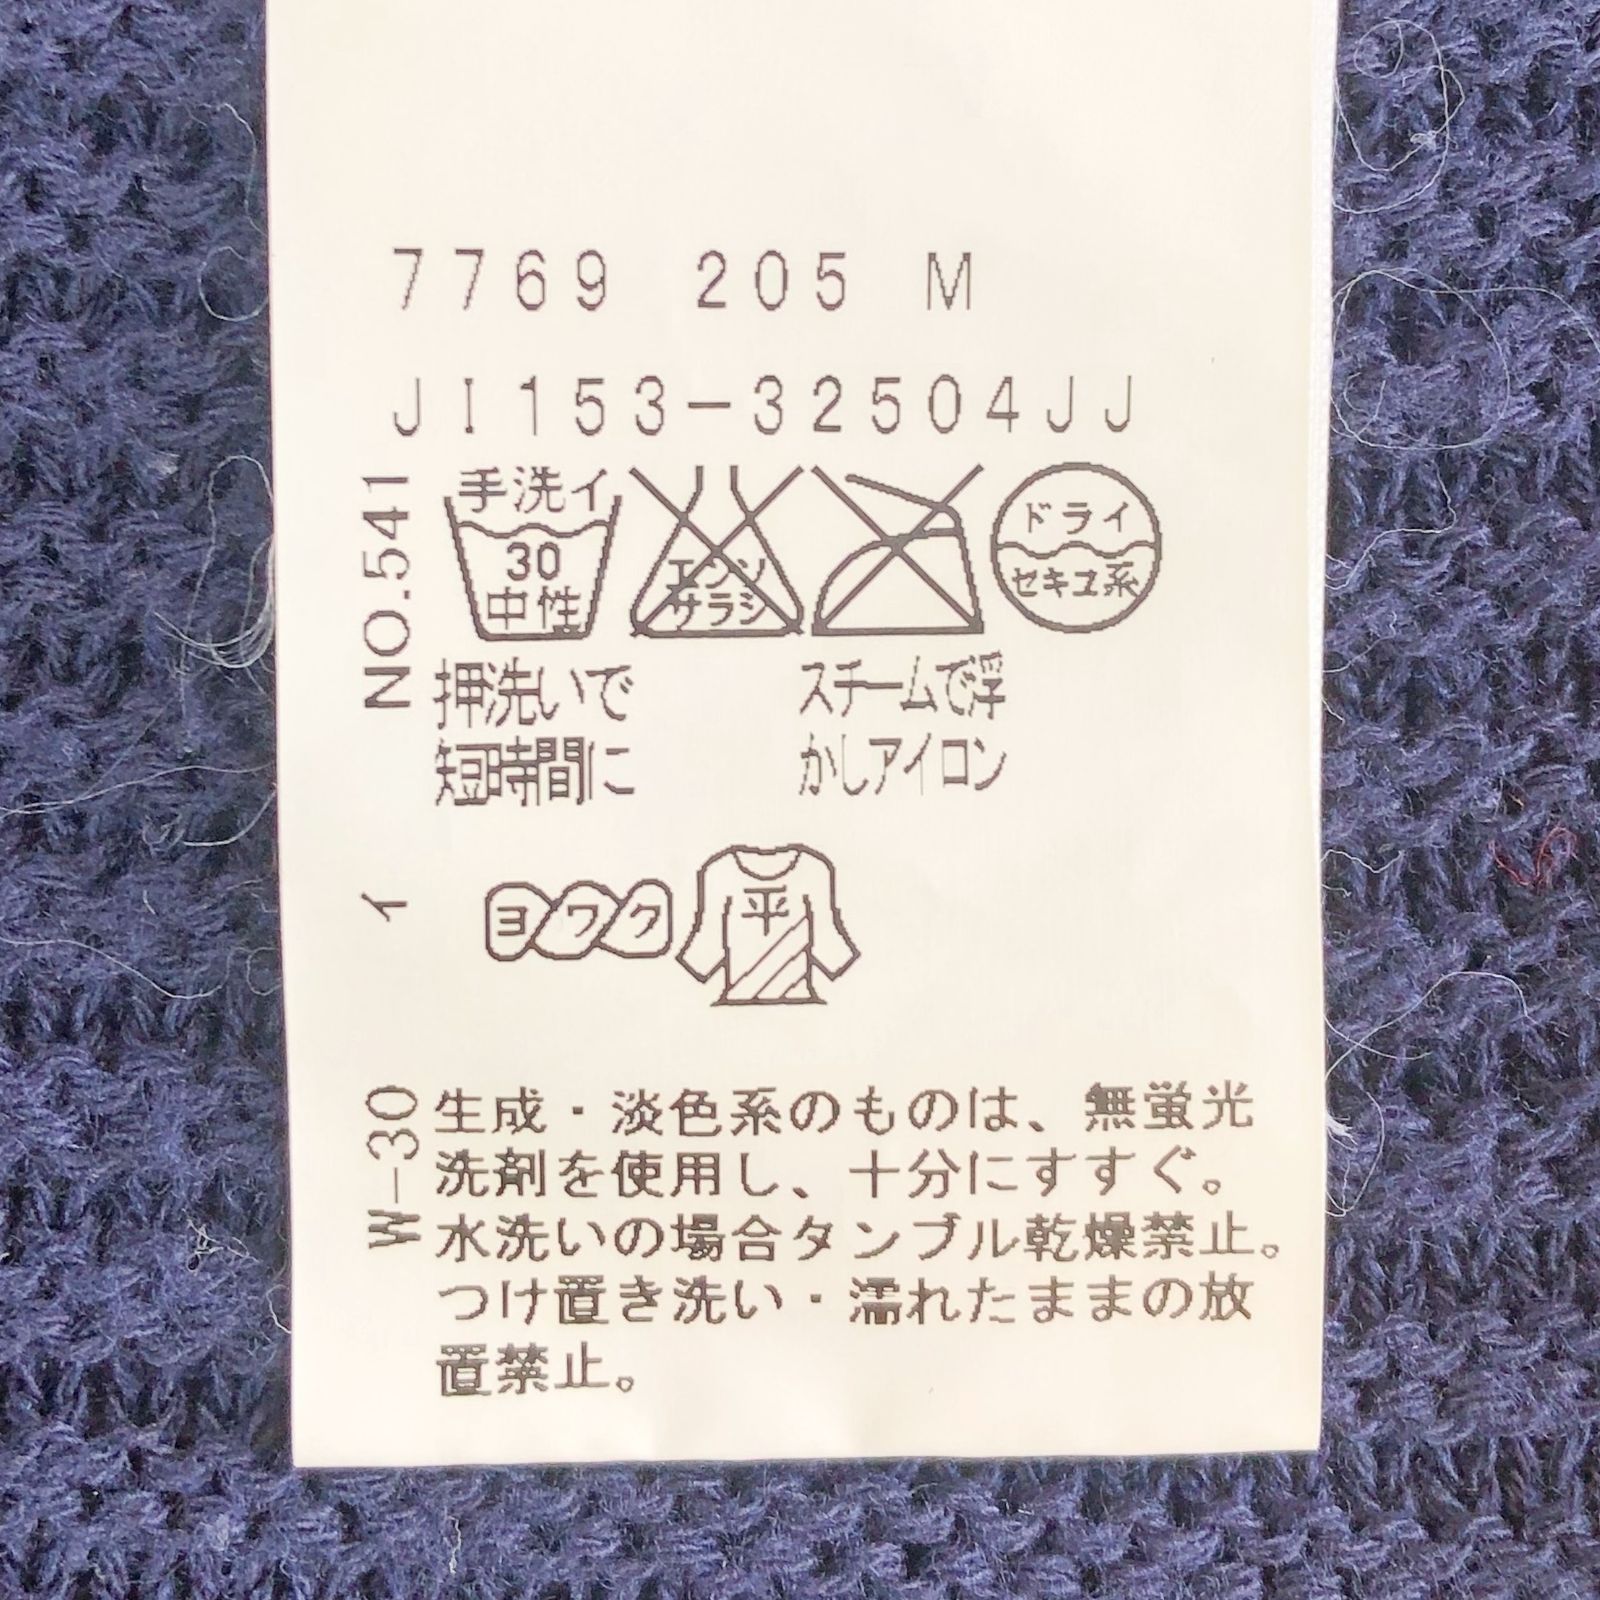 7769 205 M
JI153-32504JJ
NO.541
手洗イ
30
中性
エンソ
サラシ
ドライ
セキユ系
押洗いで
短時間に
スチームで浮
かしアイロン
イ
ヨワク
平
W-30
生成・淡色系のものは、無蛍光
洗剤を使用し、十分にすすぐ。
水洗いの場合タンブル乾燥禁止。
つけ置き洗い・濡れたままの放
置禁止。